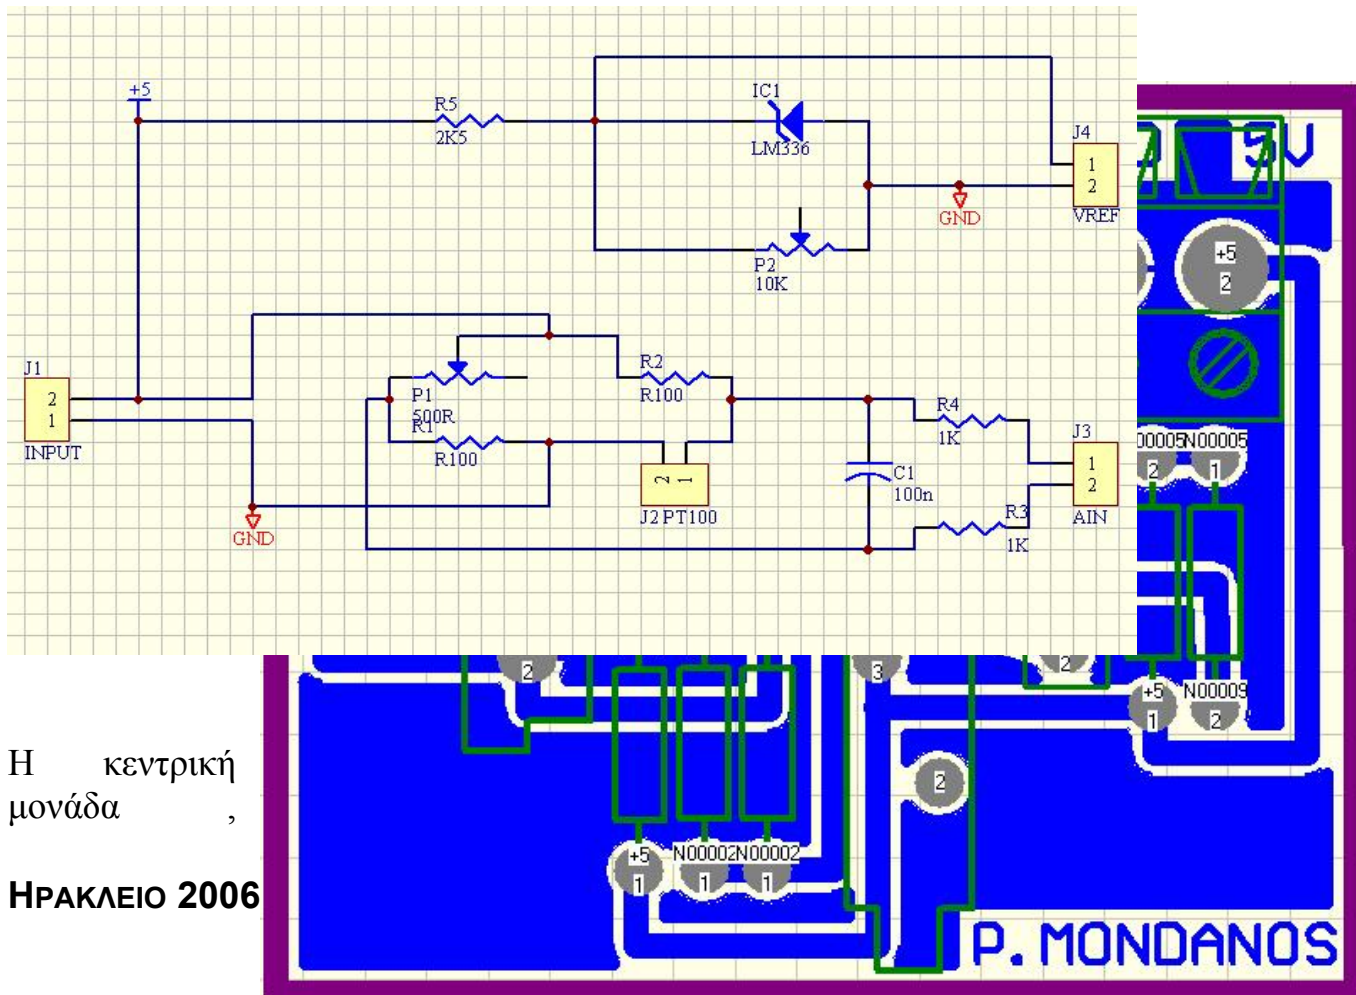 +5
R5
2K5
IC1
LM336
J4
1
2
VREF
GND
P2
10K
5V
+5
2
J1
2
1
INPUT
P1
500R
R1
R100
R2
R100
R4
1K
C1
100n
J3
1
2
AIN
2
1
J2 PT100
R3
1K
GND
00005 N00005
2
1
2
3
2
+5
1
N00009
2
2
+5
1
N00002
1
N00002
1
Η κεντρική
μονάδα ,
ΗΡΑΚΛΕΙΟ 2006
P. MONDANOS